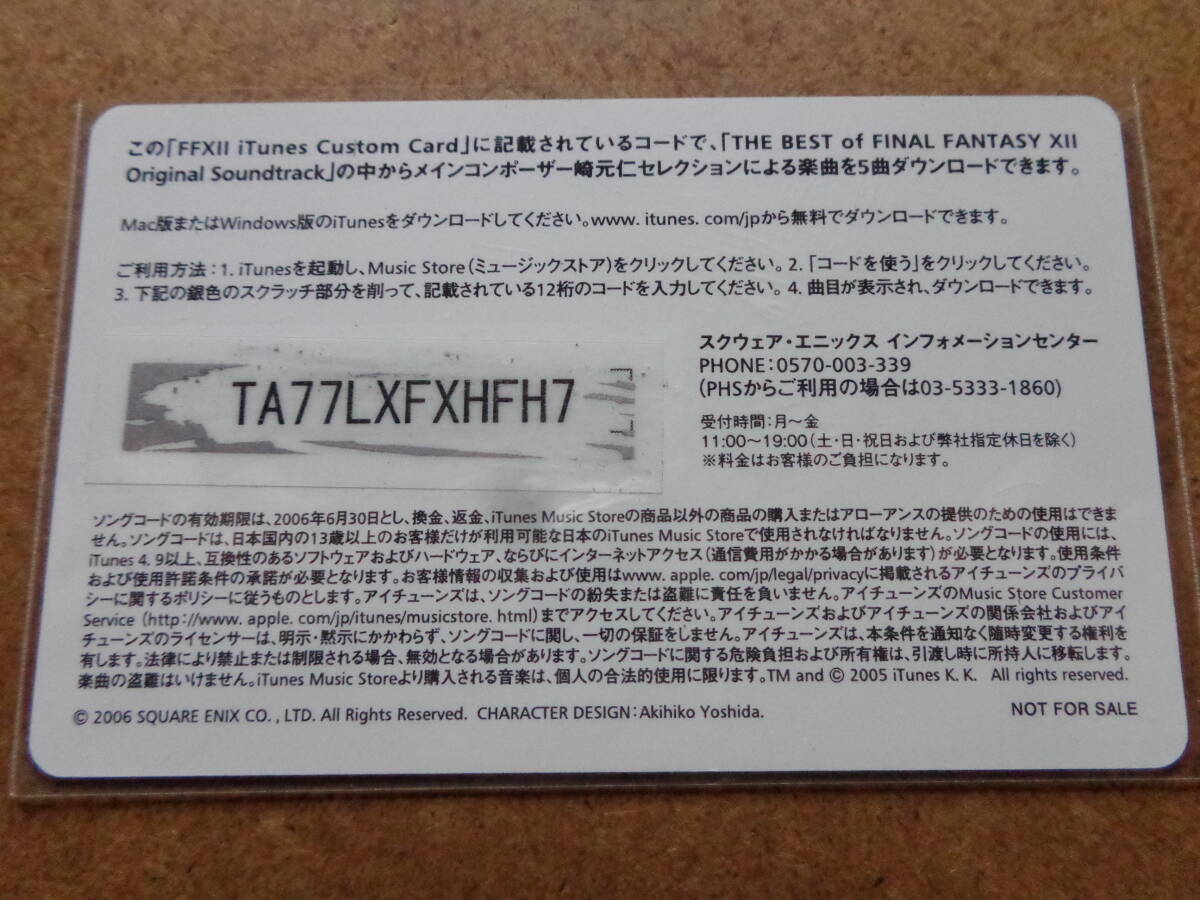 この「FFXII iTunes Custom Card」に記載されているコードで、「THE BEST of FINAL FANTASY XII
Original Soundtrack」の中からメインコンポーザー崎元仁セレクションによる楽曲を5曲ダウンロードできます。
Mac版またはWindows版のiTunesをダウンロードしてください。www. itunes. com/jpから無料でダウンロードできます。
ご利用方法：1. iTunesを起動し、Music Store（ミュージックストア）をクリックしてください。 2.「コードを使う」をクリックしてください。
3. 下記の銀色のスクラッチ部分を削って、記載されている12桁のコードを入力してください。 4. 曲目が表示され、ダウンロードできます。
TA77LXFXHFH7
スクウェア・エニックス インフォメーションセンター
PHONE：0570-003-339
(PHSからご利用の場合は03-5333-1860)
受付時間：月～金
11:00～19:00（土・日・祝日および弊社指定休日を除く）
※料金はお客様のご負担になります。
ソングコードの有効期限は、2006年6月30日とし、換金、返金、iTunes Music Storeの商品以外の商品の購入またはアローアンスの提供のための使用はできま
せん。ソングコードは、日本国内の13歳以上のお客様だけが利用可能な日本のiTunes Music Storeで使用されなければなりません。ソングコードの使用には、
iTunes 4. 9以上、互換性のあるソフトウェアおよびハードウェア、ならびにインターネットアクセス（通信費用がかかる場合があります）が必要となります。使用条件
および使用許諾条件の承諾が必要となります。お客様情報の収集および使用はwww. apple. com/jp/legal/privacyに掲載されるアイチューンズのプライバ
シーに関するポリシーに従うものとします。アイチューンズは、ソングコードの紛失または盗難に責任を負いません。アイチューンズのMusic Store Customer
Service (http://www. apple. com/jp/itunes/musicstore. html)までアクセスしてください。アイチューンズおよびアイチューンズの関係会社およびアイ
チューンズのライセンサーは、明示・黙示にかかわらず、ソングコードに関し、一切の保証をしません。アイチューンズは、本条件を通知なく随時変更する権利を
有します。法律により禁止または制限される場合、無効となる場合があります。ソングコードに関する危険負担および所有権は、引渡し時に所持人に移転します。
楽曲の盗難はいけません。iTunes Music Storeより購入される音楽は、個人の合法的使用に限ります。TM and © 2005 iTunes K. K. All rights reserved.
© 2006 SQUARE ENIX CO. , LTD. All Rights Reserved. CHARACTER DESIGN：Akihiko Yoshida.
NOT FOR SALE